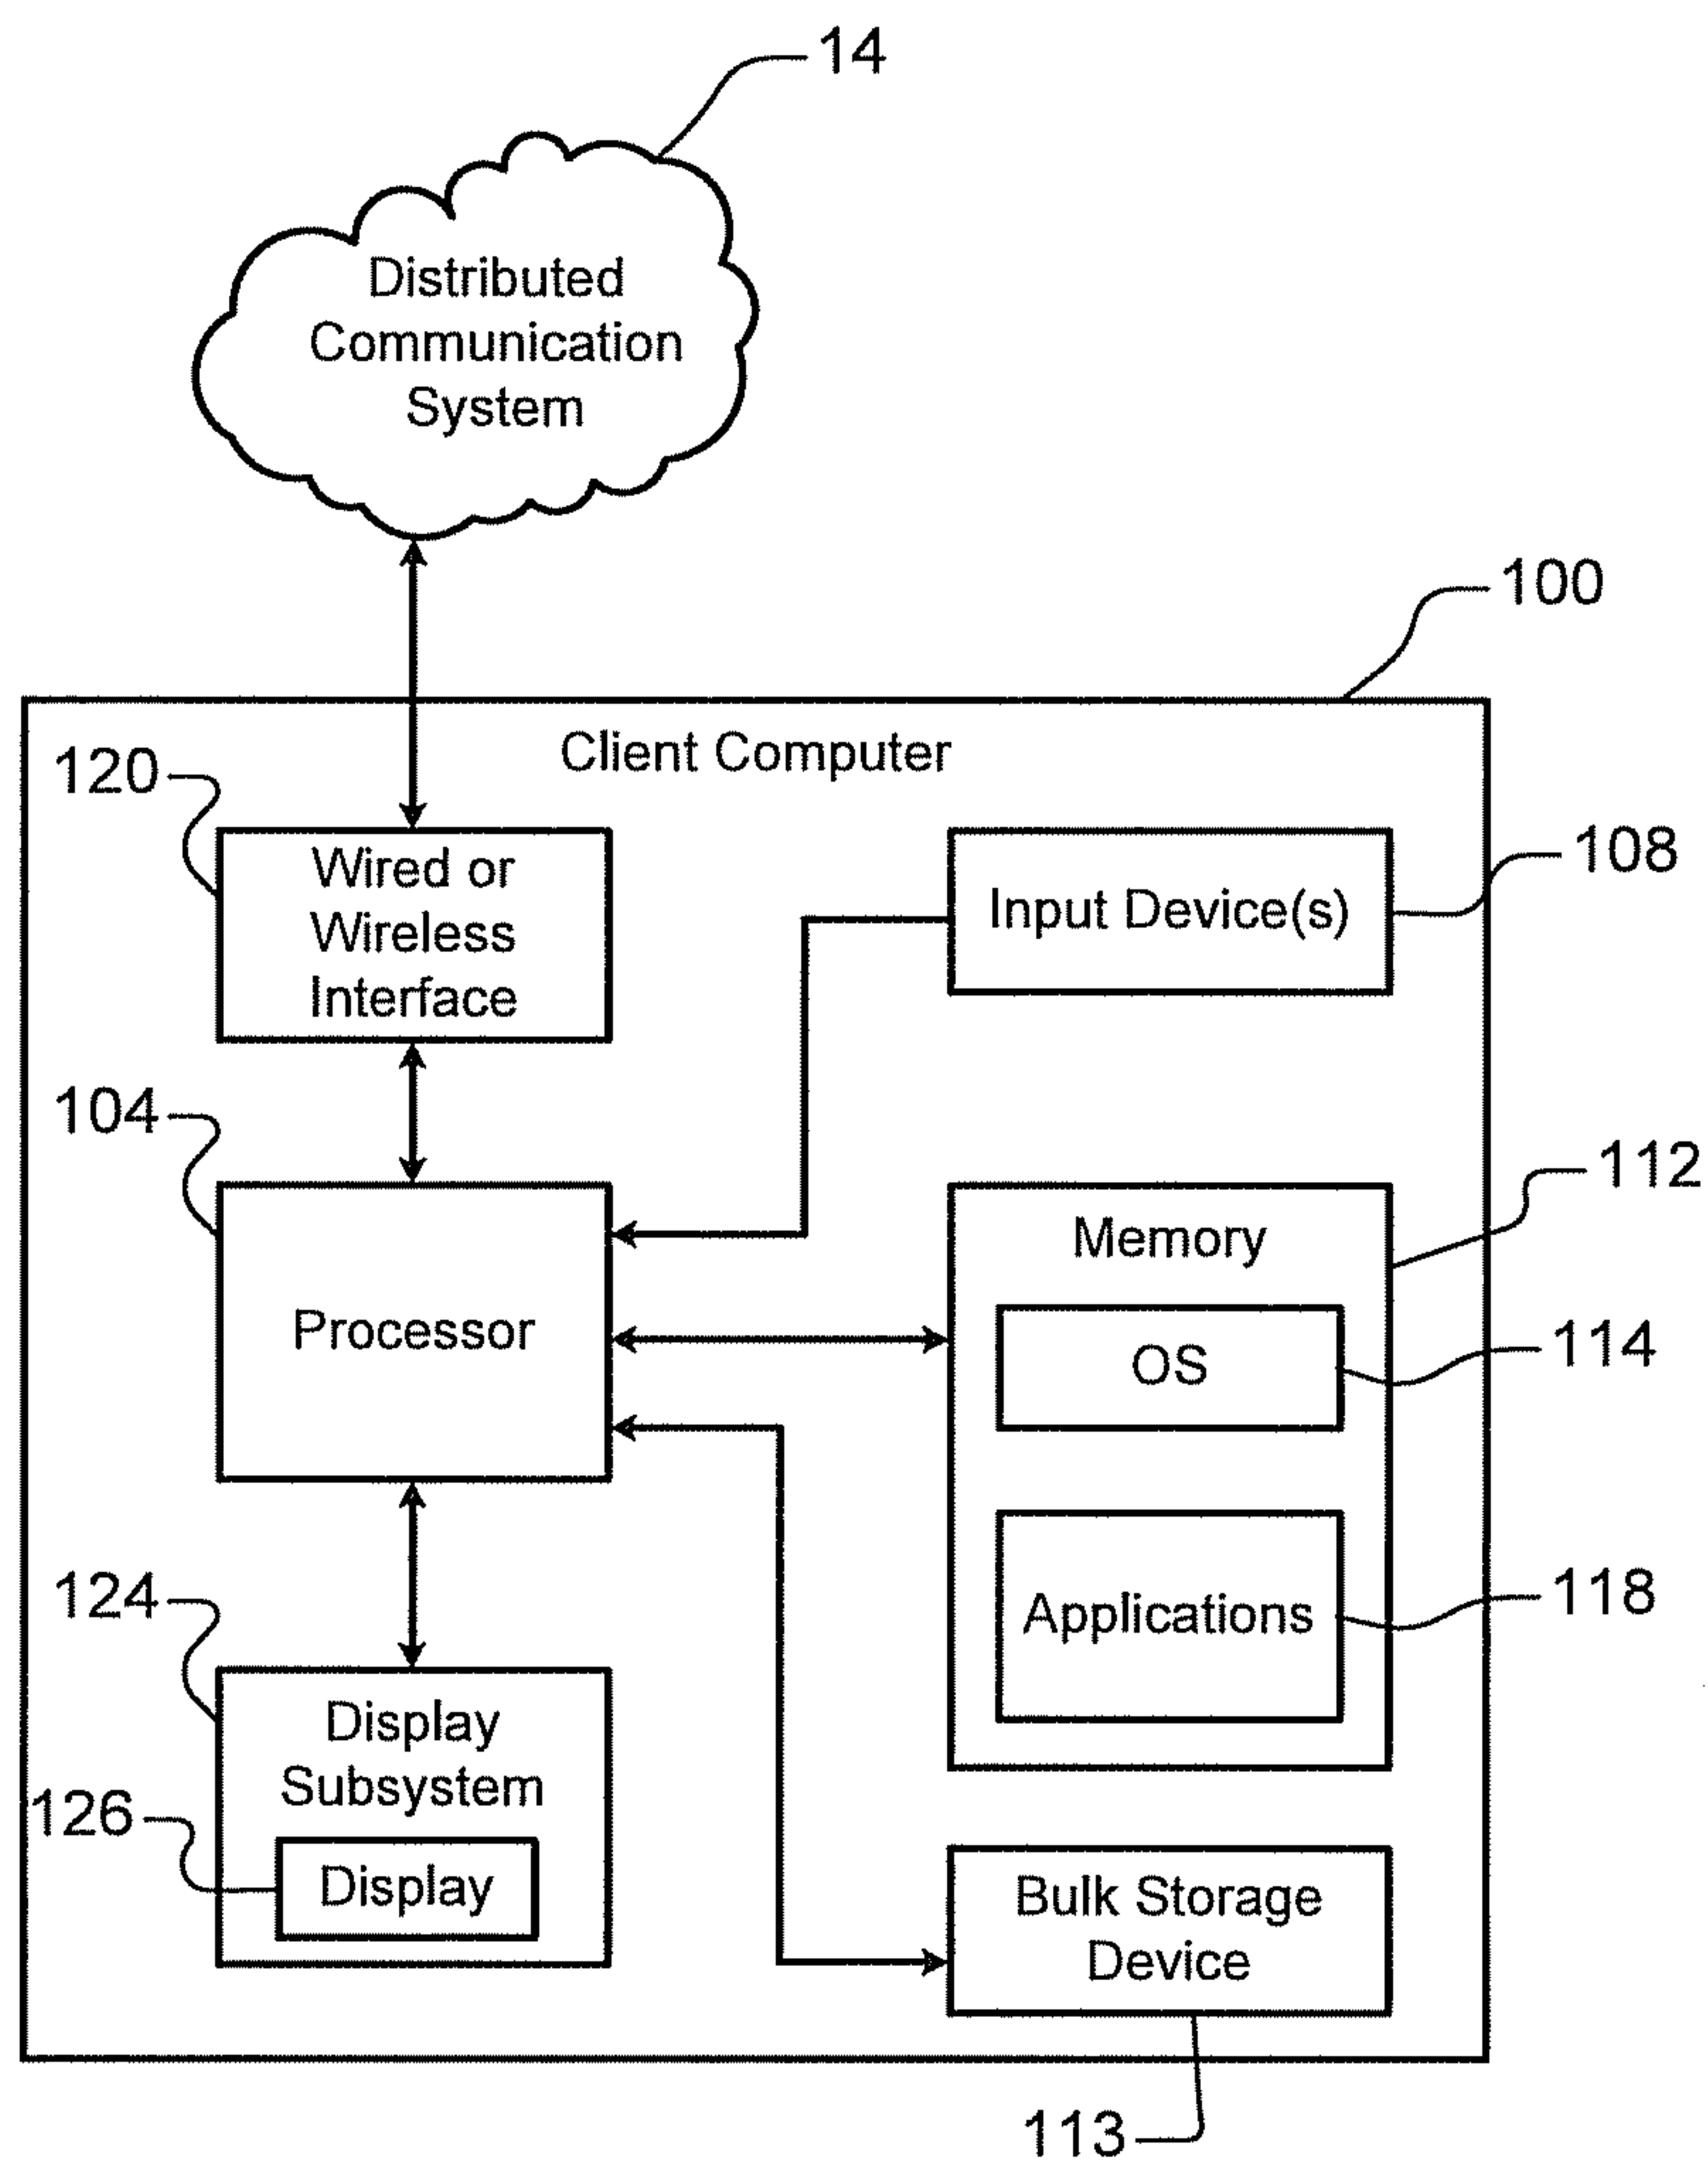 14
Distributed
Communication
System
100
Client Computer
120
Wired or
Wireless
Interface
Input Device(s)
108
104
Processor
Memory
112
OS
114
Applications
118
124
Display
Subsystem
126
Display
Bulk Storage
Device
113